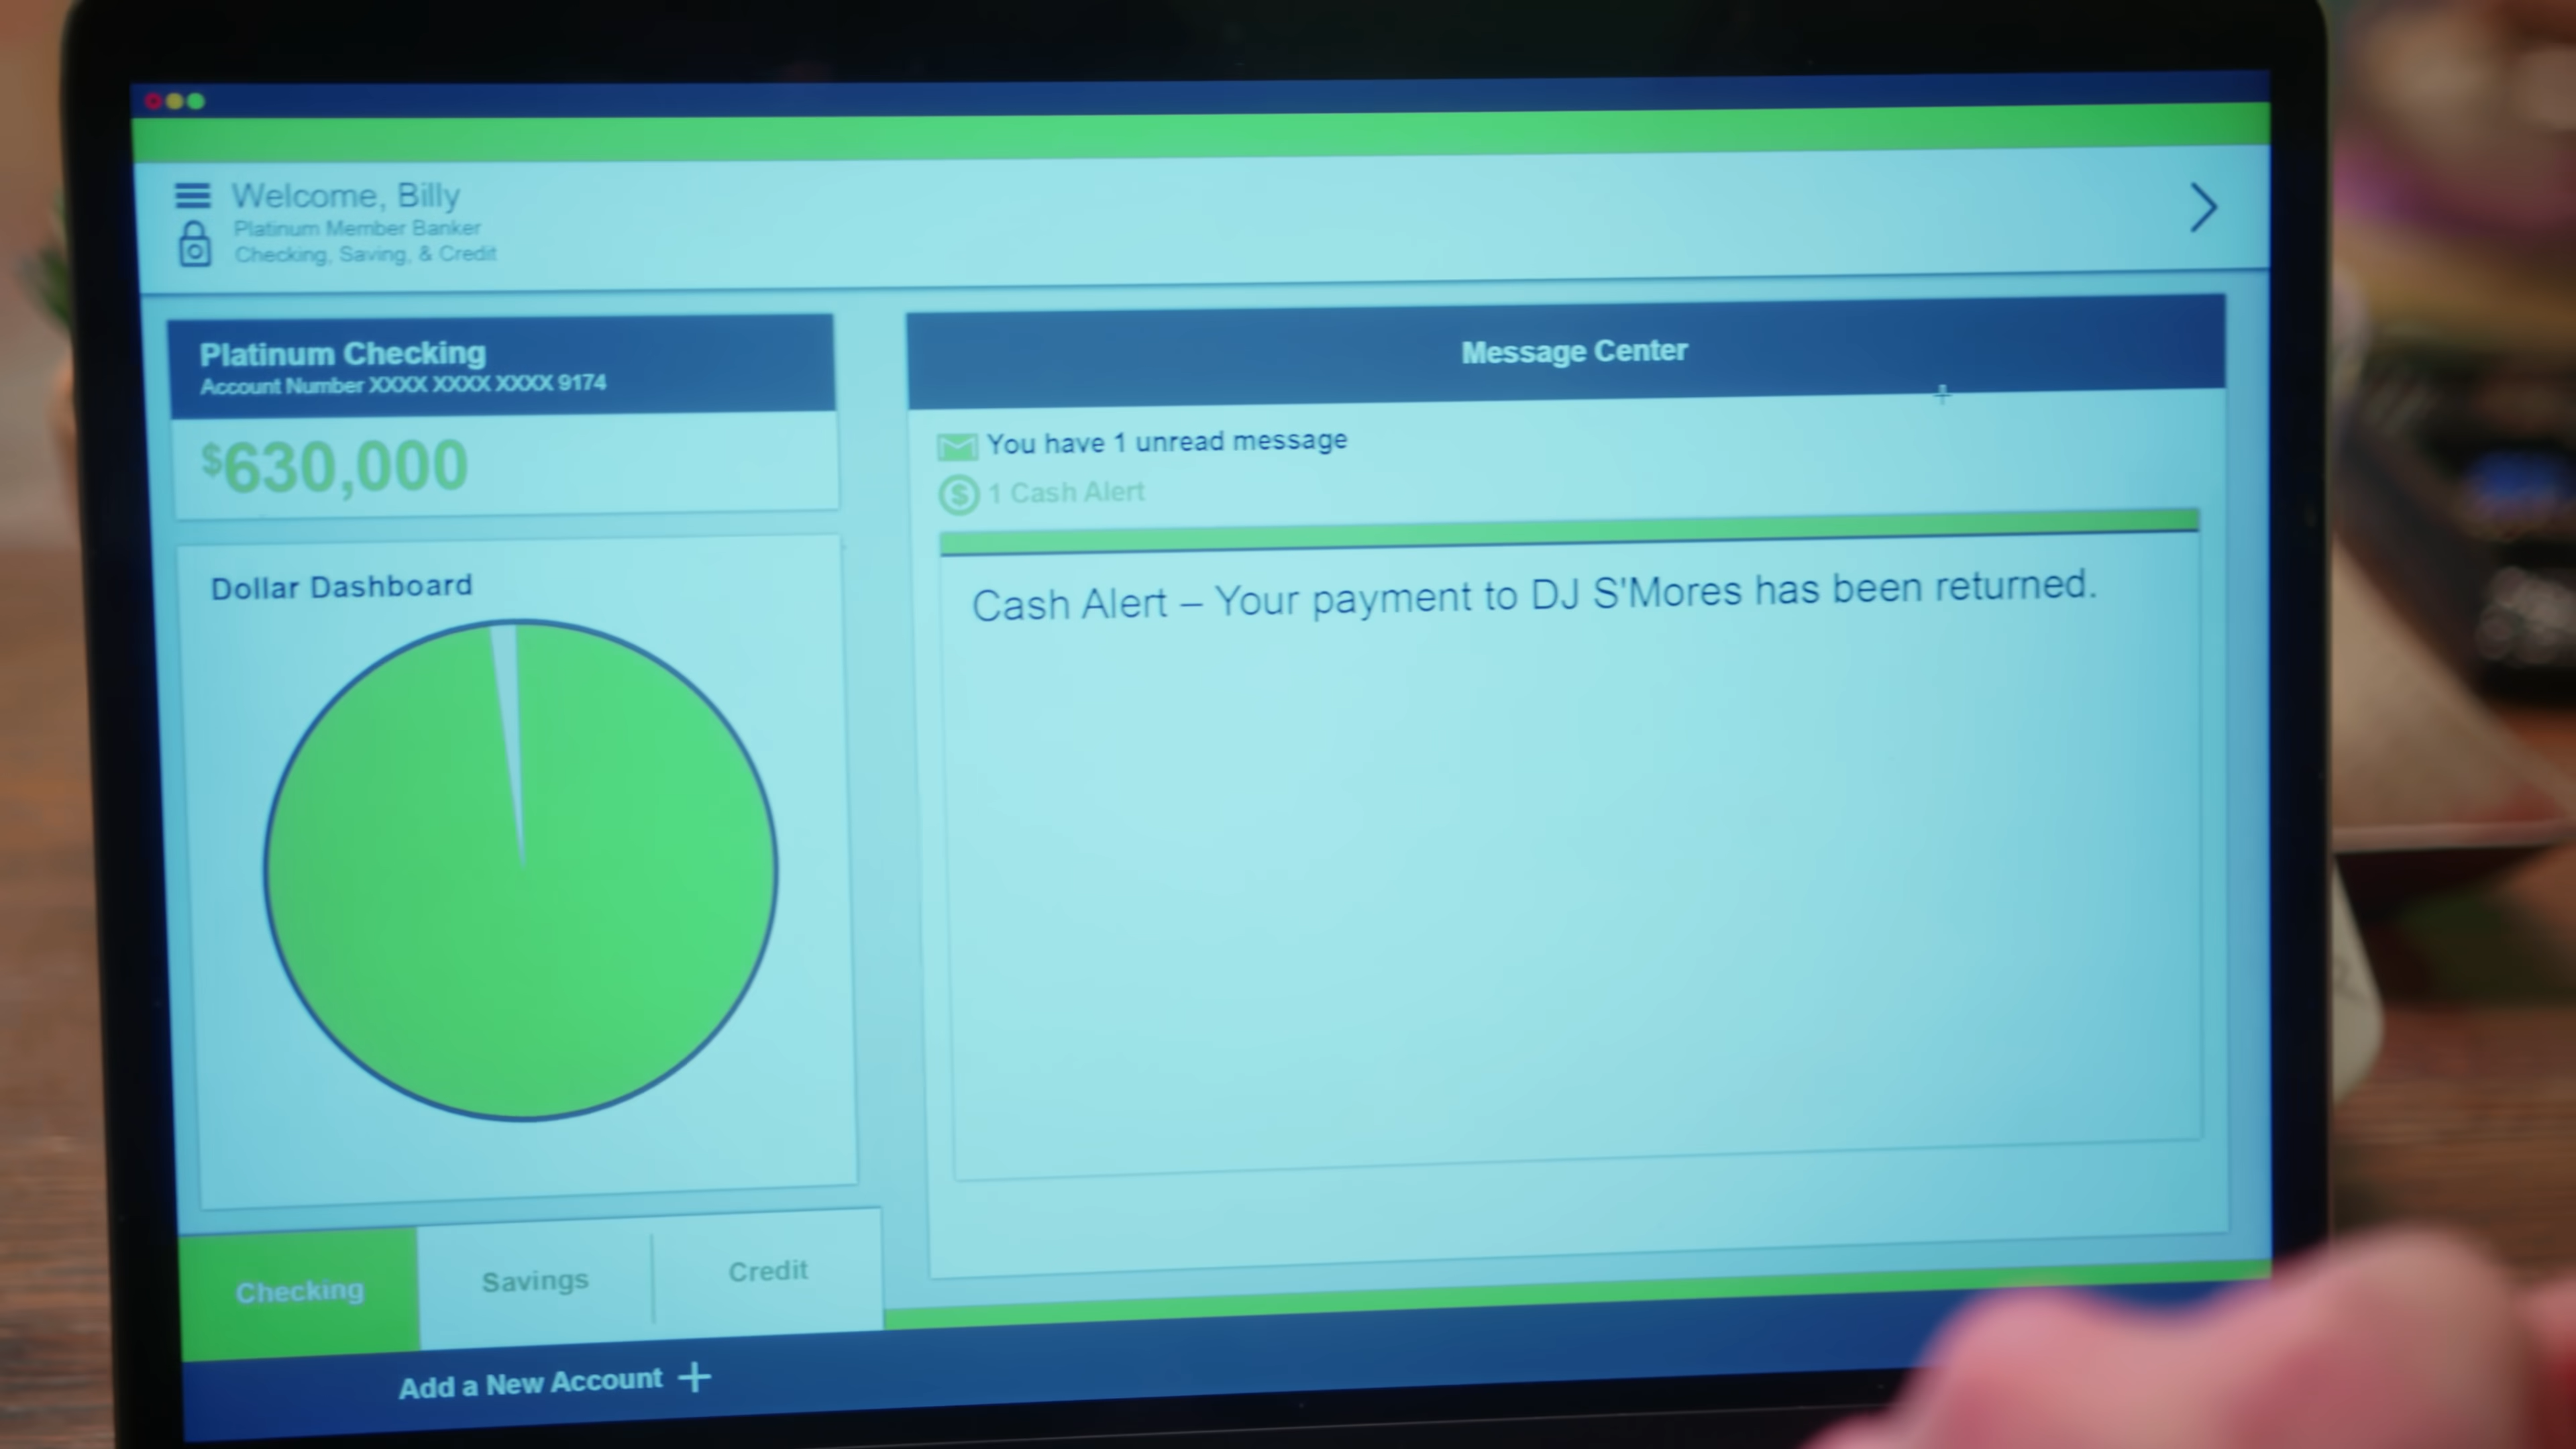 Welcome, Billy
Platinum Member Banker
Checking, Saving, & Credit
Platinum Checking
Account Number XXXX XXXX XXXX 9174
$630,000
Dollar Dashboard
Message Center
You have 1 unread message
$ 1 Cash Alert
Cash Alert – Your payment to DJ S'Mores has been returned.
Checking
Savings
Credit
Add a New Account +